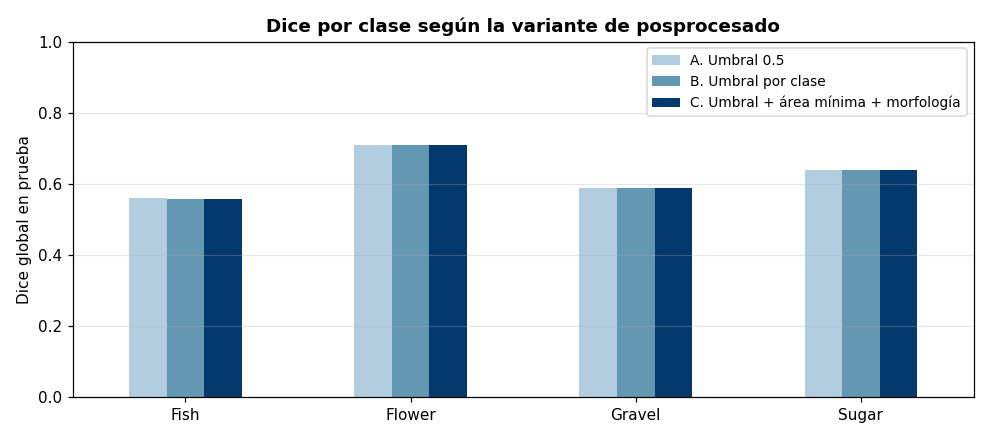 Dice por clase según la variante de posprocesado
A. Umbral 0.5
B. Umbral por clase
C. Umbral + área mínima + morfología
Dice global en prueba
1.0
0.8
0.6
0.4
0.2
0.0
Fish
Flower
Gravel
Sugar